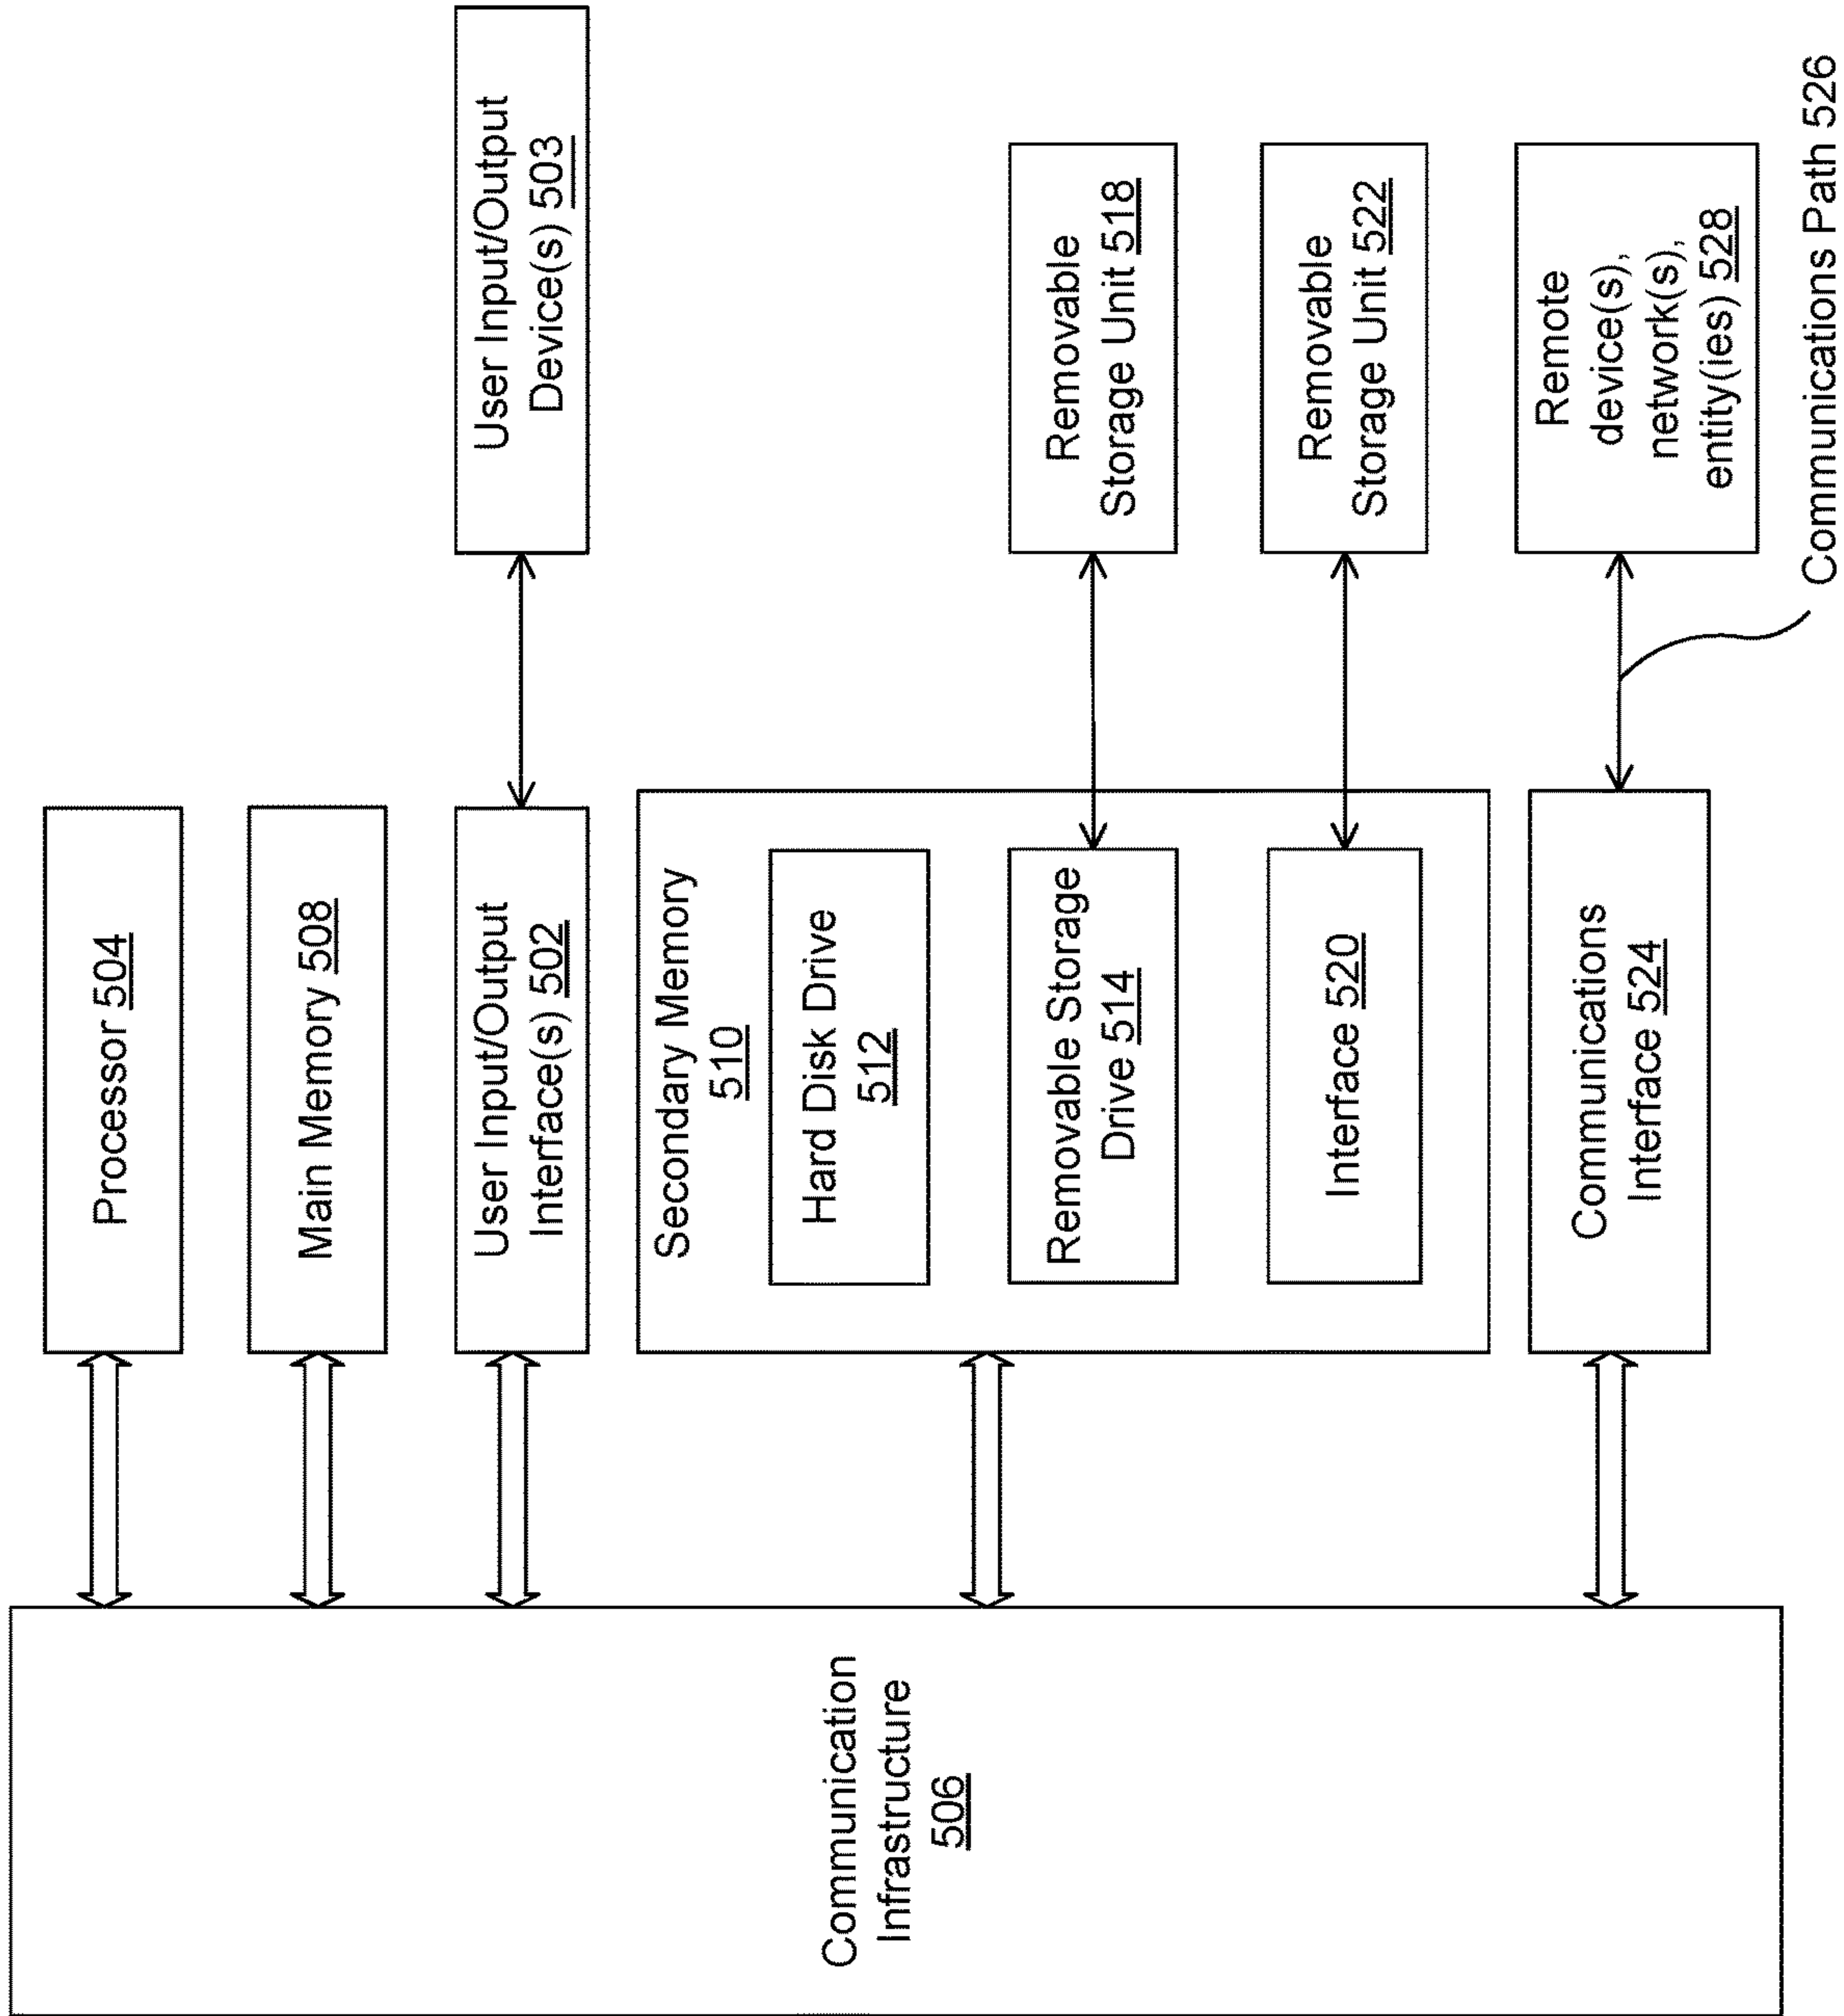 Processor 504
Main Memory 508
User Input/Output
Interface(s) 502
User Input/Output
Device(s) 503
Communication
Infrastructure
506
Secondary Memory
510
Hard Disk Drive
512
Removable Storage
Drive 514
Removable
Storage Unit 518
Interface 520
Removable
Storage Unit 522
Communications
Interface 524
Remote
device(s),
network(s),
entity(ies) 528
Communications Path 526